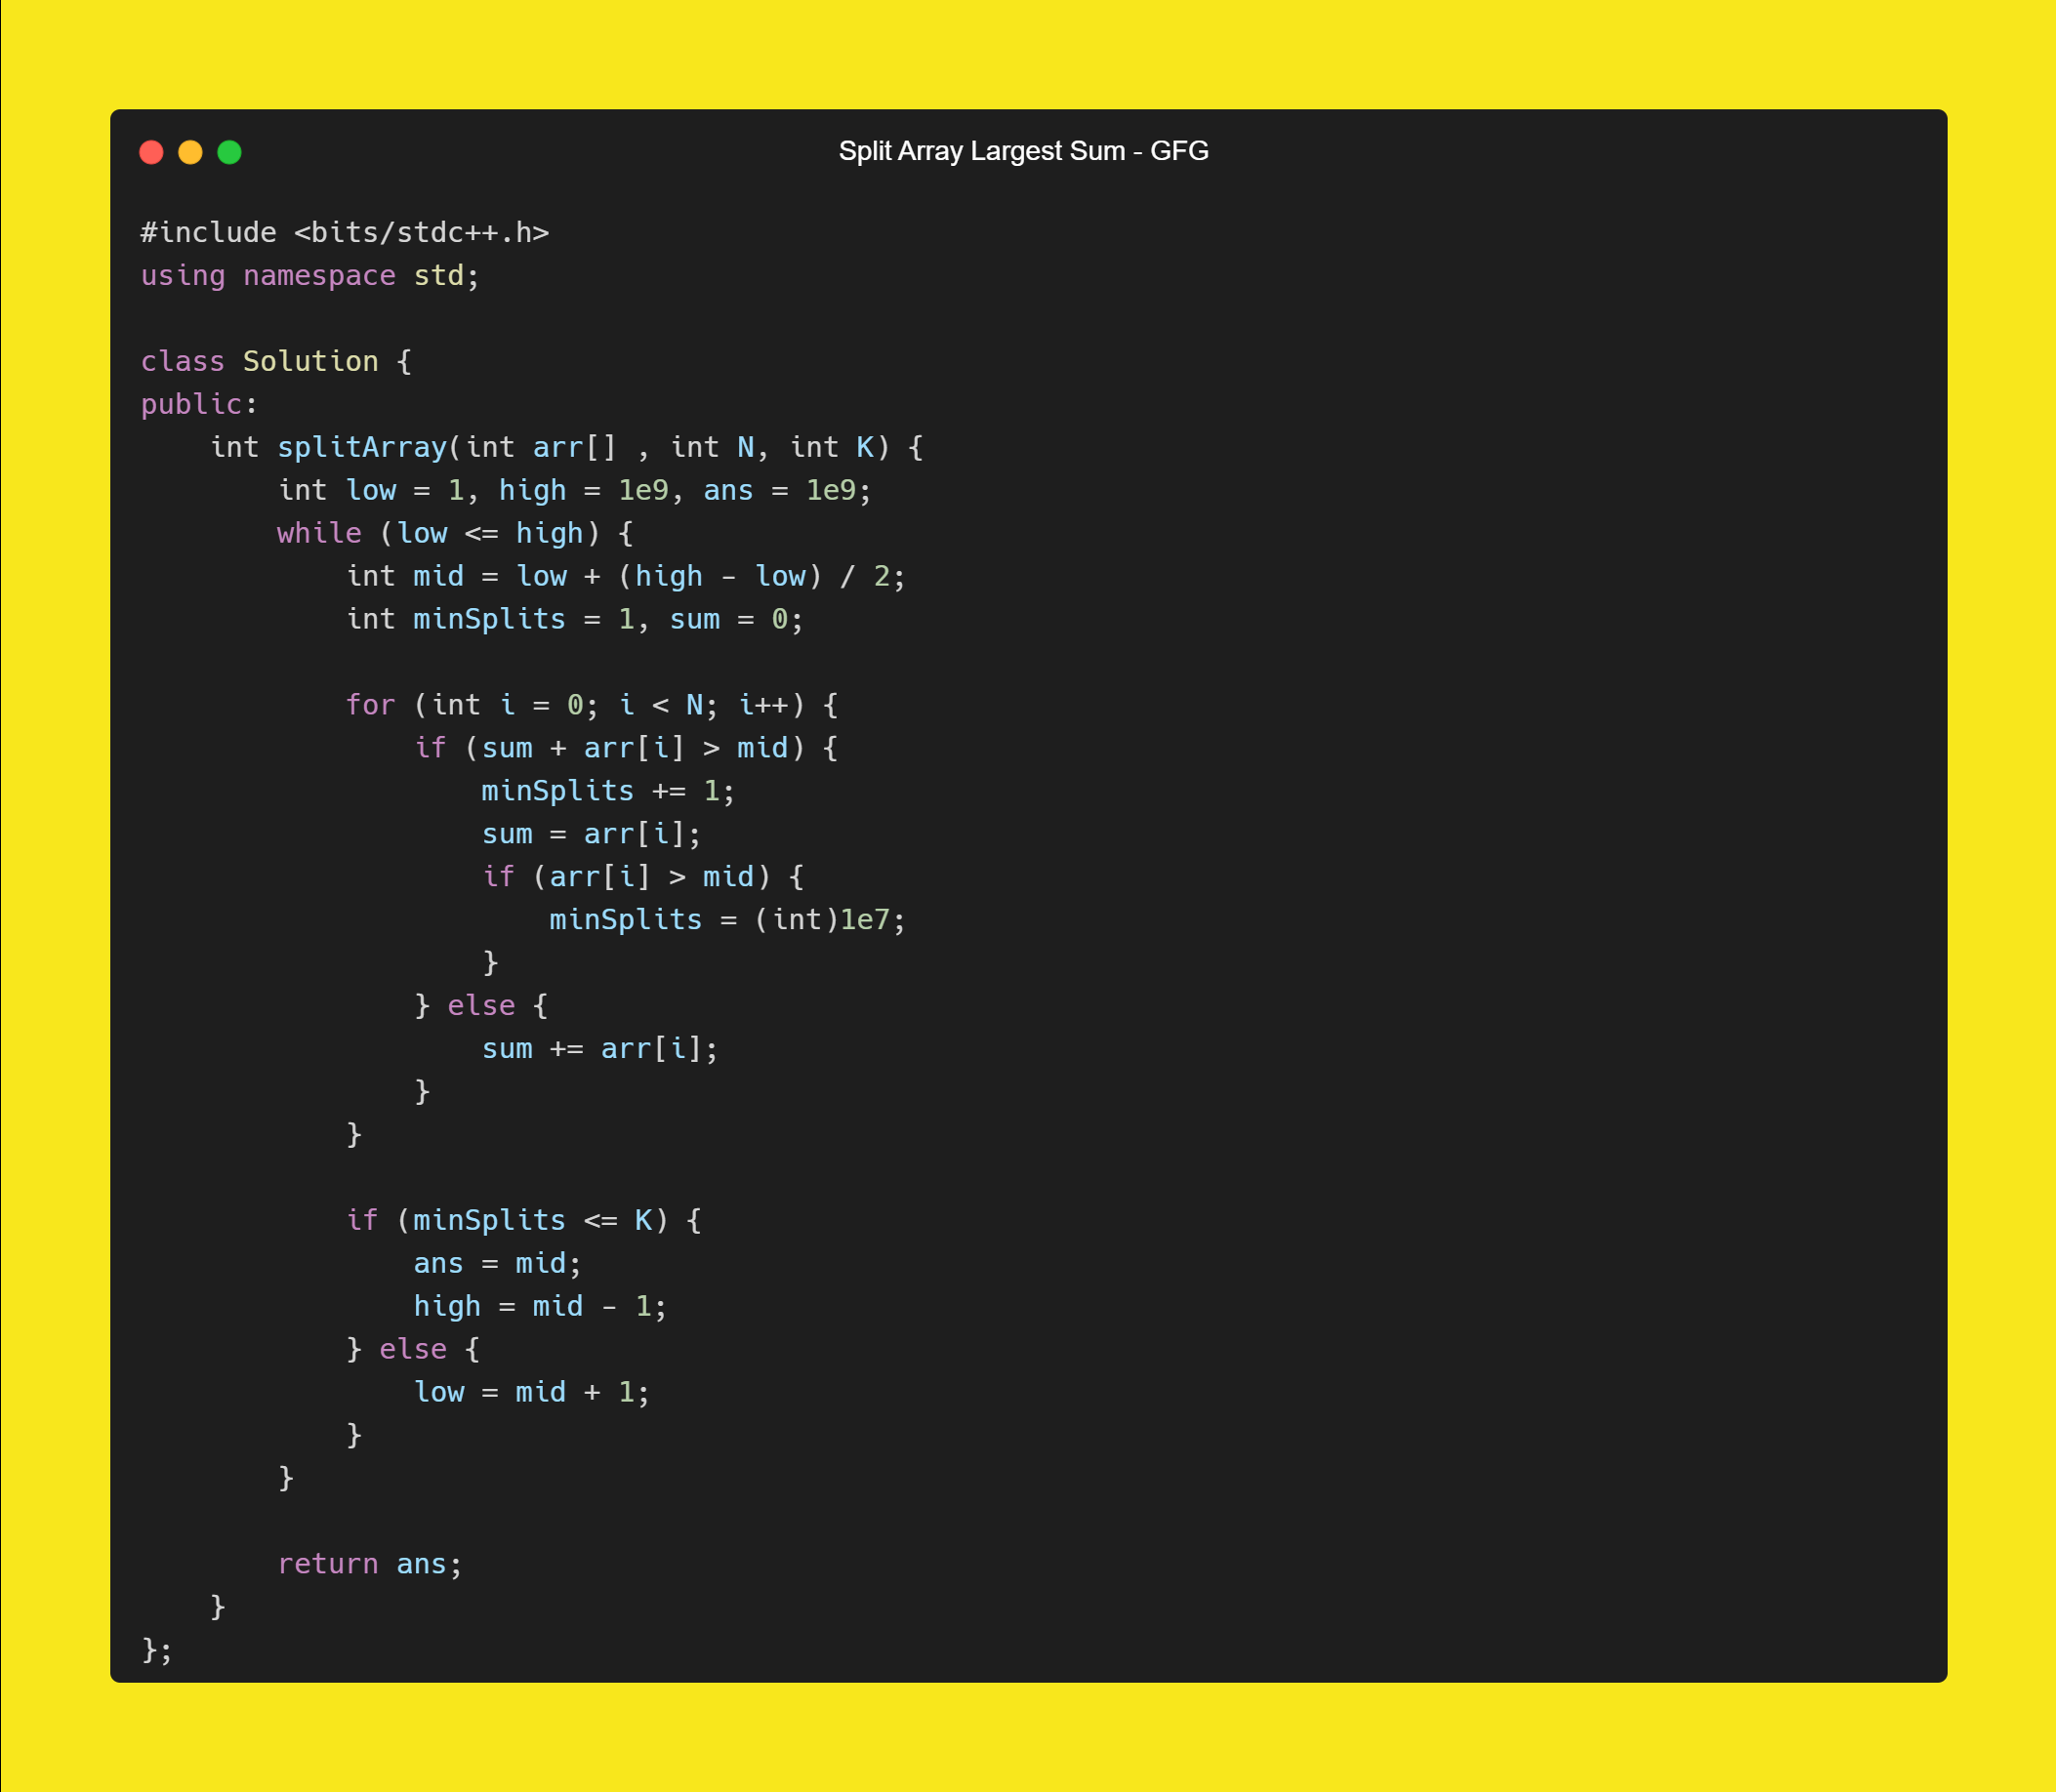 Split Array Largest Sum - GFG
#include <bits/stdc++.h>
using namespace std;

class Solution {
public:
    int splitArray(int arr[] , int N, int K) {
        int low = 1, high = 1e9, ans = 1e9;
        while (low <= high) {
            int mid = low + (high - low) / 2;
            int minSplits = 1, sum = 0;

            for (int i = 0; i < N; i++) {
                if (sum + arr[i] > mid) {
                    minSplits += 1;
                    sum = arr[i];
                    if (arr[i] > mid) {
                        minSplits = (int)1e7;
                    }
                } else {
                    sum += arr[i];
                }
            }

            if (minSplits <= K) {
                ans = mid;
                high = mid - 1;
            } else {
                low = mid + 1;
            }
        }

        return ans;
    }
};